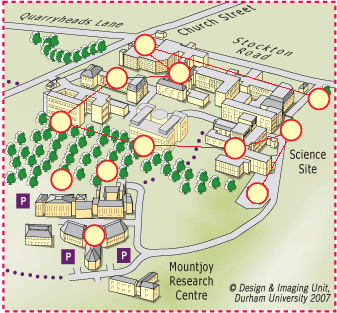 Quarryheads Lane
Church Street
Stockton
Road
Science
Site
P
P
P
Mountjoy
Research
Centre
© Design & Imaging Unit,
Durham University 2007